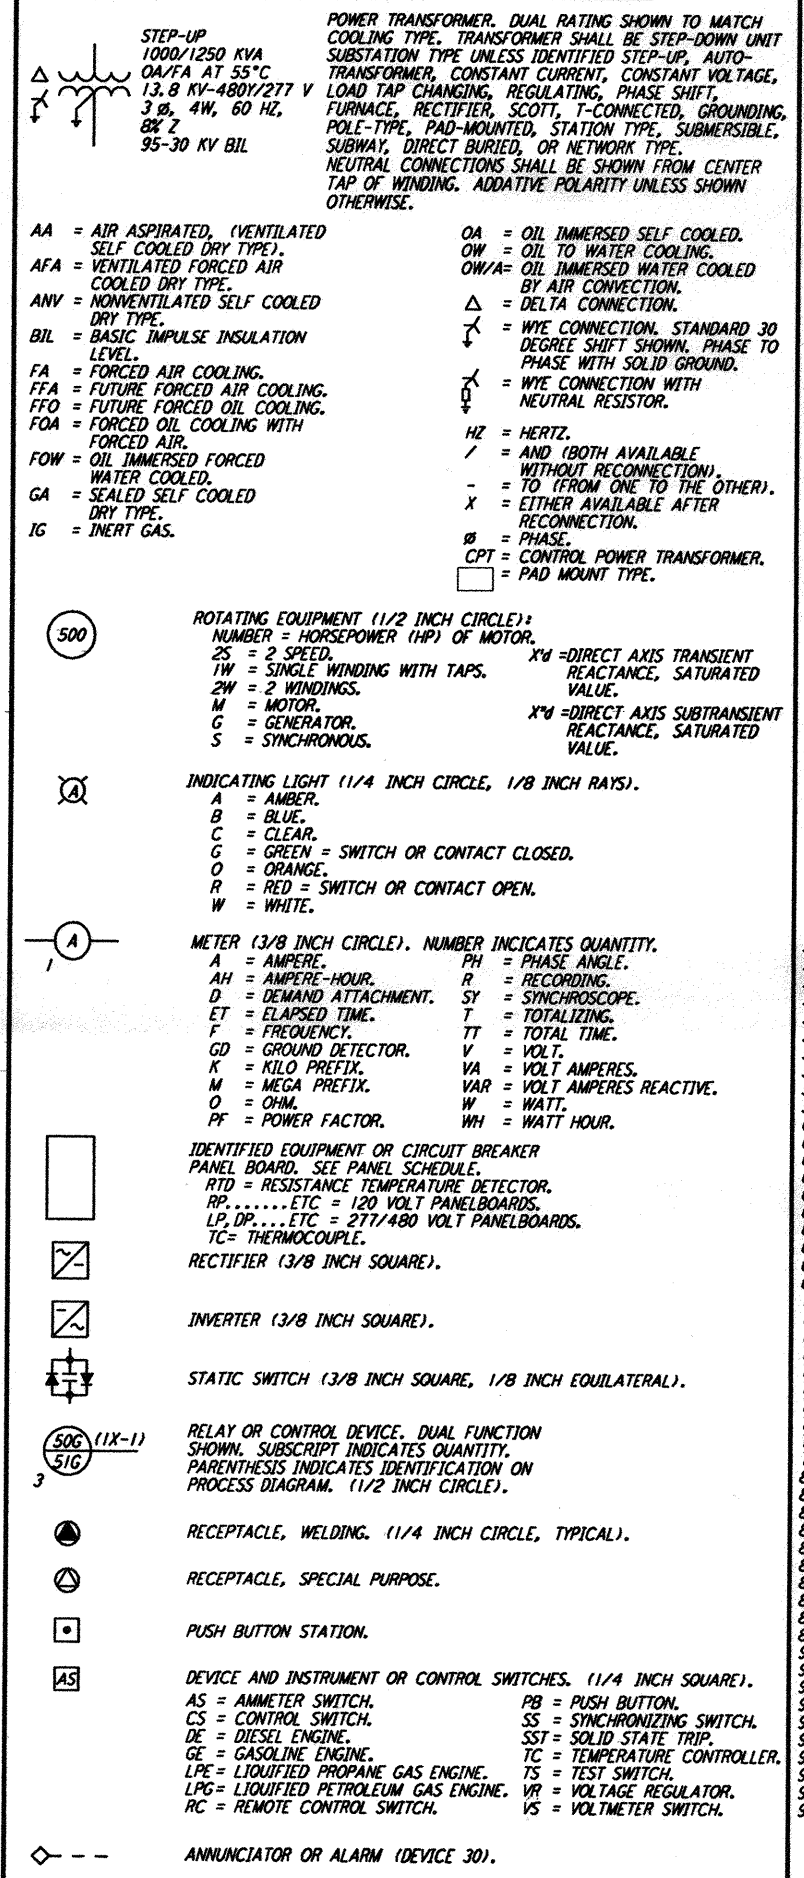 STEP-UP
1000/1250 KVA
OA/FA AT 55°C
13.8 KV-480Y/277 V
3 Ø, 4W, 60 HZ,
8% Z
95-30 KV BIL
POWER TRANSFORMER. DUAL RATING SHOWN TO MATCH
COOLING TYPE. TRANSFORMER SHALL BE STEP-DOWN UNIT
SUBSTATION TYPE UNLESS IDENTIFIED STEP-UP, AUTO-
TRANSFORMER, CONSTANT CURRENT, CONSTANT VOLTAGE,
LOAD TAP CHANGING, REGULATING, PHASE SHIFT,
FURNACE, RECTIFIER, SCOTT, T-CONNECTED, GROUNDING,
POLE-TYPE, PAD-MOUNTED, STATION TYPE, SUBMERSIBLE,
SUBWAY, DIRECT BURIED, OR NETWORK TYPE.
NEUTRAL CONNECTIONS SHALL BE SHOWN FROM CENTER
TAP OF WINDING. ADDATIVE POLARITY UNLESS SHOWN
OTHERWISE.
AA = AIR ASPIRATED, (VENTILATED
SELF COOLED DRY TYPE).
AFA = VENTILATED FORCED AIR
COOLED DRY TYPE.
ANV = NONVENTILATED SELF COOLED
DRY TYPE.
BIL = BASIC IMPULSE INSULATION
LEVEL.
FA = FORCED AIR COOLING.
FFA = FUTURE FORCED AIR COOLING.
FFO = FUTURE FORCED OIL COOLING.
FOA = FORCED OIL COOLING WITH
FORCED AIR.
FOW = OIL IMMERSED FORCED
WATER COOLED.
GA = SEALED SELF COOLED
DRY TYPE.
IG = INERT GAS.
OA = OIL IMMERSED SELF COOLED.
OW = OIL TO WATER COOLING.
OW/A= OIL IMMERSED WATER COOLED
BY AIR CONVECTION.
Δ = DELTA CONNECTION.
= WYE CONNECTION. STANDARD 30
DEGREE SHIFT SHOWN. PHASE TO
PHASE WITH SOLID GROUND.
= WYE CONNECTION WITH
NEUTRAL RESISTOR.
HZ = HERTZ.
/ = AND (BOTH AVAILABLE
WITHOUT RECONNECTION).
- = TO (FROM ONE TO THE OTHER).
X = EITHER AVAILABLE AFTER
RECONNECTION.
Ø = PHASE.
CPT = CONTROL POWER TRANSFORMER.
= PAD MOUNT TYPE.
500
ROTATING EQUIPMENT (1/2 INCH CIRCLE):
NUMBER = HORSEPOWER (HP) OF MOTOR.
2S = 2 SPEED.
1W = SINGLE WINDING WITH TAPS.
2W = 2 WINDINGS.
M = MOTOR.
G = GENERATOR.
S = SYNCHRONOUS.
X'd =DIRECT AXIS TRANSIENT
REACTANCE, SATURATED
VALUE.
X"d =DIRECT AXIS SUBTRANSIENT
REACTANCE, SATURATED
VALUE.
A
INDICATING LIGHT (1/4 INCH CIRCLE, 1/8 INCH RAYS).
A = AMBER.
B = BLUE.
C = CLEAR.
G = GREEN = SWITCH OR CONTACT CLOSED.
O = ORANGE.
R = RED = SWITCH OR CONTACT OPEN.
W = WHITE.
A
1
METER (3/8 INCH CIRCLE). NUMBER INCICATES QUANTITY.
A = AMPERE.
AH = AMPERE-HOUR.
D = DEMAND ATTACHMENT.
ET = ELAPSED TIME.
F = FREQUENCY.
GD = GROUND DETECTOR.
K = KILO PREFIX.
M = MEGA PREFIX.
O = OHM.
PF = POWER FACTOR.
PH = PHASE ANGLE.
R = RECORDING.
SY = SYNCHROSCOPE.
T = TOTALIZING.
TT = TOTAL TIME.
V = VOLT.
VA = VOLT AMPERES.
VAR = VOLT AMPERES REACTIVE.
W = WATT.
WH = WATT HOUR.
IDENTIFIED EQUIPMENT OR CIRCUIT BREAKER
PANEL BOARD. SEE PANEL SCHEDULE.
RTD = RESISTANCE TEMPERATURE DETECTOR.
RP.......ETC = 120 VOLT PANELBOARDS.
LP,DP....ETC = 277/480 VOLT PANELBOARDS.
TC= THERMOCOUPLE.
RECTIFIER (3/8 INCH SQUARE).
INVERTER (3/8 INCH SQUARE).
STATIC SWITCH (3/8 INCH SQUARE, 1/8 INCH EQUILATERAL).
50G (1X-1)
51G
3
RELAY OR CONTROL DEVICE. DUAL FUNCTION
SHOWN. SUBSCRIPT INDICATES QUANTITY.
PARENTHESIS INDICATES IDENTIFICATION ON
PROCESS DIAGRAM. (1/2 INCH CIRCLE).
RECEPTACLE, WELDING. (1/4 INCH CIRCLE, TYPICAL).
RECEPTACLE, SPECIAL PURPOSE.
PUSH BUTTON STATION.
AS
DEVICE AND INSTRUMENT OR CONTROL SWITCHES. (1/4 INCH SQUARE).
AS = AMMETER SWITCH.
CS = CONTROL SWITCH.
DE = DIESEL ENGINE.
GE = GASOLINE ENGINE.
LPE= LIQUIFIED PROPANE GAS ENGINE.
LPG= LIQUIFIED PETROLEUM GAS ENGINE.
RC = REMOTE CONTROL SWITCH.
PB = PUSH BUTTON.
SS = SYNCHRONIZING SWITCH.
SST= SOLID STATE TRIP.
TC = TEMPERATURE CONTROLLER.
TS = TEST SWITCH.
VR = VOLTAGE REGULATOR.
VS = VOLTMETER SWITCH.
ANNUNCIATOR OR ALARM (DEVICE 30).